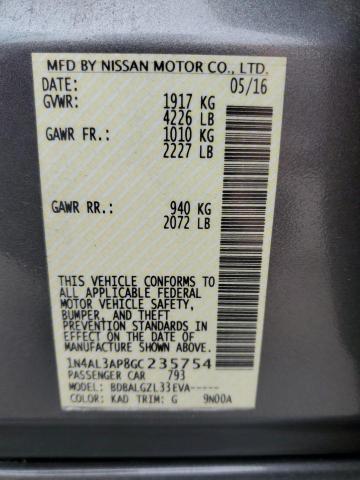 MFD BY NISSAN MOTOR CO., LTD.
DATE: 05/16
GVWR: 1917 KG
4226 LB
GAWR FR.: 1010 KG
2227 LB
GAWR RR.: 940 KG
2072 LB
THIS VEHICLE CONFORMS TO
ALL APPLICABLE FEDERAL
MOTOR VEHICLE SAFETY,
BUMPER, AND THEFT
PREVENTION STANDARDS
IN EFFECT ON THE DATE OF
MANUFACTURE SHOWN ABOVE.
1N4AL3AP8GC235754
PASSENGER CAR 793
MODEL: BDBALGZL33EVA-----
COLOR: KAD TRIM: G 9N00A